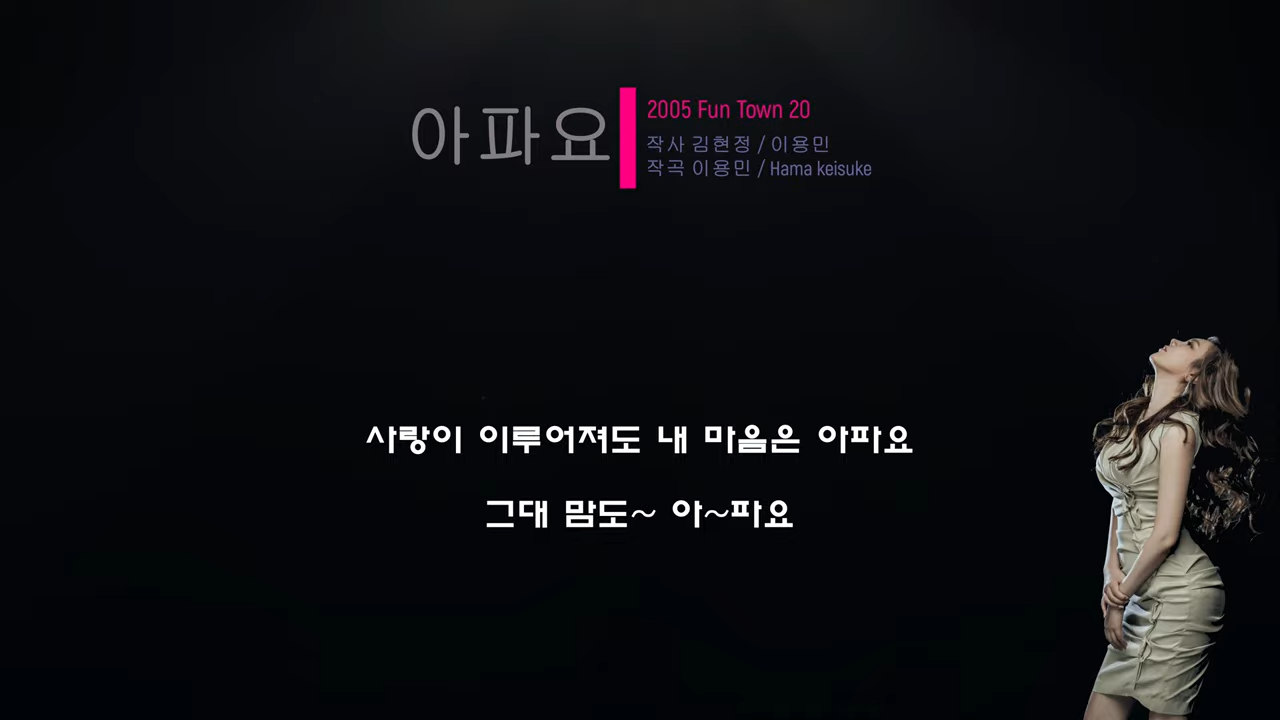 아파요
2005 Fun Town 20
작사 김현정 / 이용민
작곡 이용민 / Hama keisuke
사랑이 이루어져도 내 마음은 아파요
그대 맘도~ 아~파요